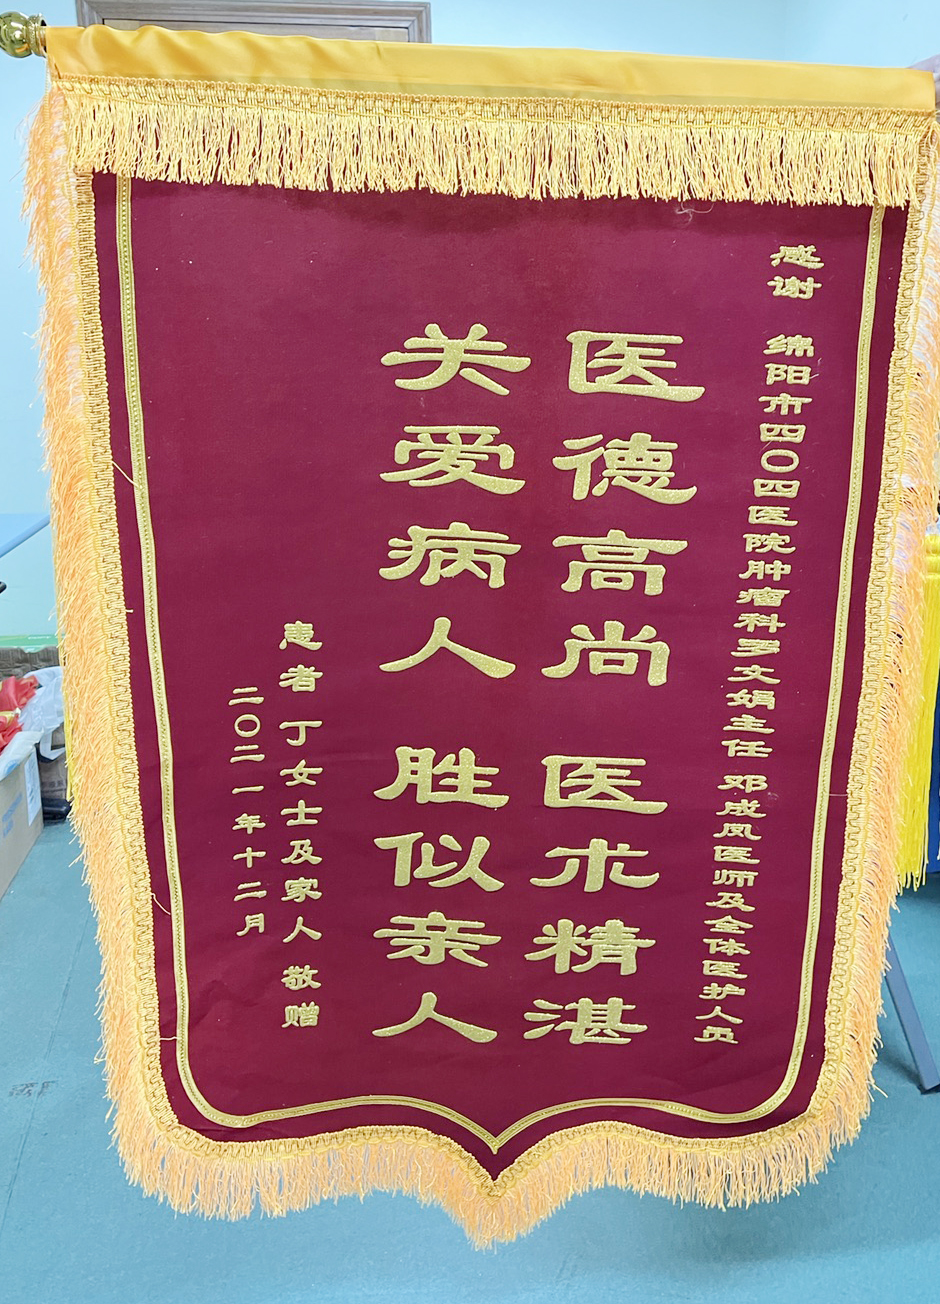 感谢 绵阳市四〇四医院肿瘤科罗文娟主任 邓成凤医师及全体医护人员
医德高尚 医术精湛
关爱病人 胜似亲人
患者丁女士及家人 敬赠
二〇二一年十二月